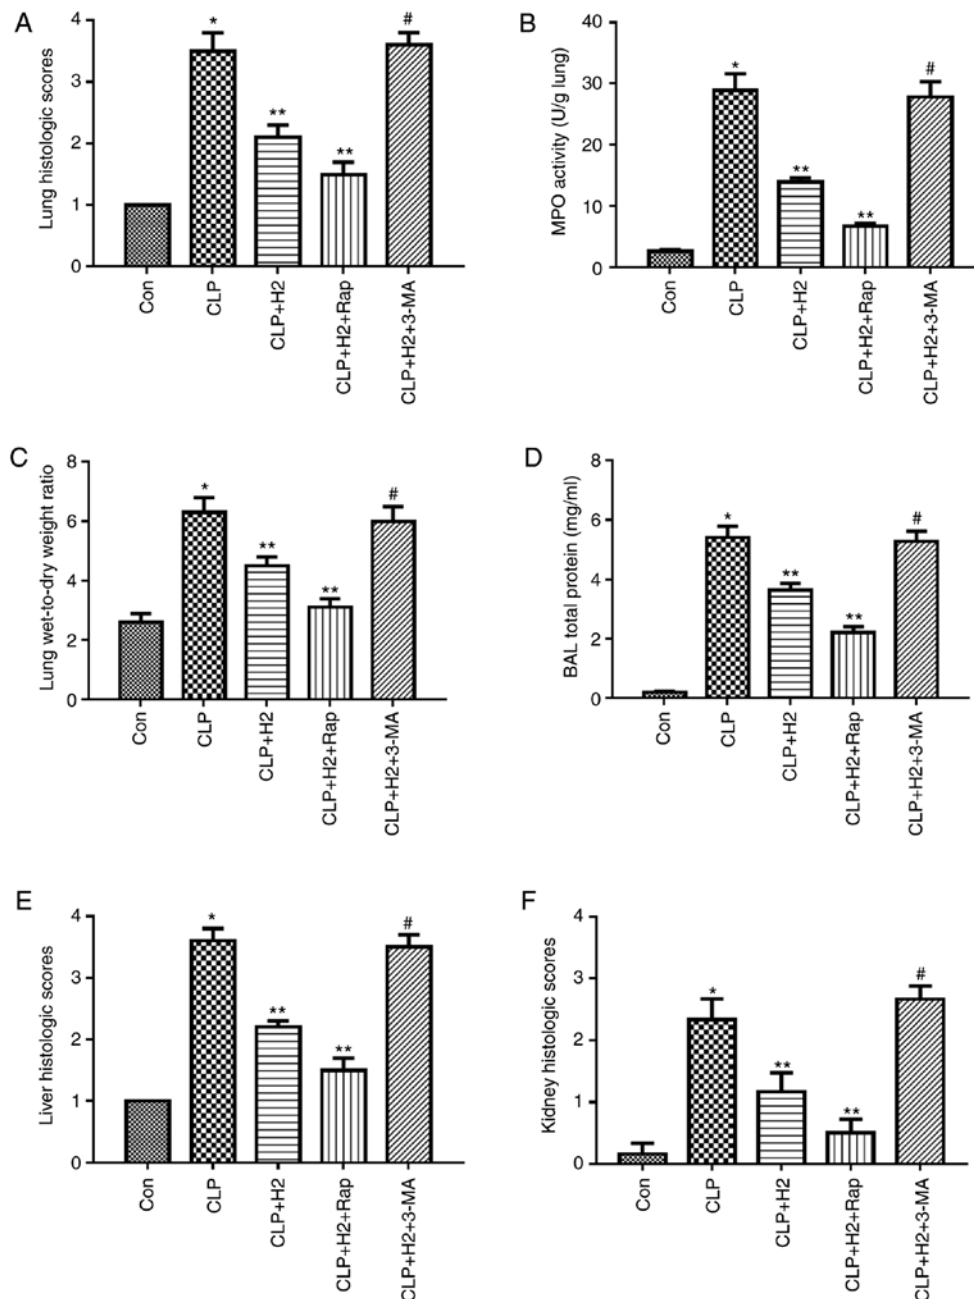 A
Lung histologic scores
4
3
2
1
0
*
**
**
#
Con
CLP
CLP+H2
CLP+H2+Rap
CLP+H2+3-MA
B
MPO activity (U/g lung)
40
30
20
10
0
*
**
**
#
Con
CLP
CLP+H2
CLP+H2+Rap
CLP+H2+3-MA
C
Lung wet-to-dry weight ratio
8
6
4
2
0
*
**
**
#
Con
CLP
CLP+H2
CLP+H2+Rap
CLP+H2+3-MA
D
BAL total protein (mg/ml)
8
6
4
2
0
*
**
**
#
Con
CLP
CLP+H2
CLP+H2+Rap
CLP+H2+3-MA
E
Liver histologic scores
4
3
2
1
0
*
**
**
#
Con
CLP
CLP+H2
CLP+H2+Rap
CLP+H2+3-MA
F
Kidney histologic scores
4
3
2
1
0
*
**
**
#
Con
CLP
CLP+H2
CLP+H2+Rap
CLP+H2+3-MA